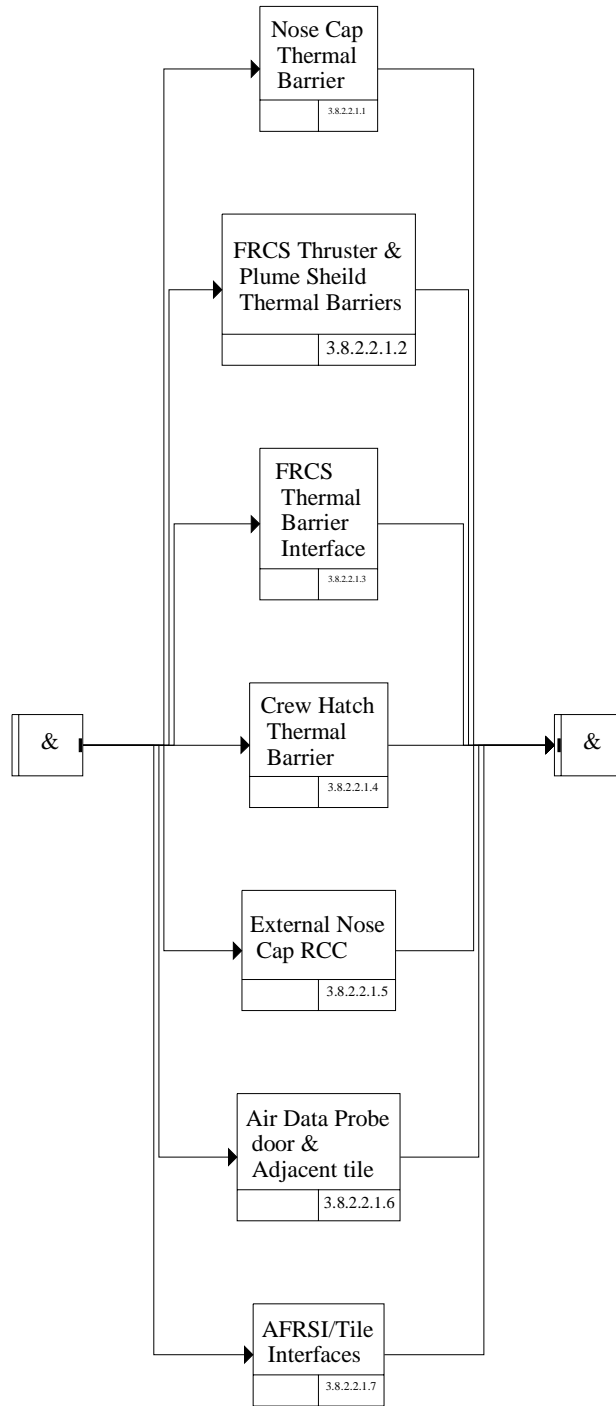 Nose Cap
Thermal
Barrier
3.8.2.2.1.1
FRCS Thruster &
Plume Sheild
Thermal Barriers
3.8.2.2.1.2
FRCS
Thermal
Barrier
Interface
3.8.2.2.1.3
&
Crew Hatch
Thermal
Barrier
3.8.2.2.1.4
&
External Nose
Cap RCC
3.8.2.2.1.5
Air Data Probe
door &
Adjacent tile
3.8.2.2.1.6
AFRSI/Tile
Interfaces
3.8.2.2.1.7